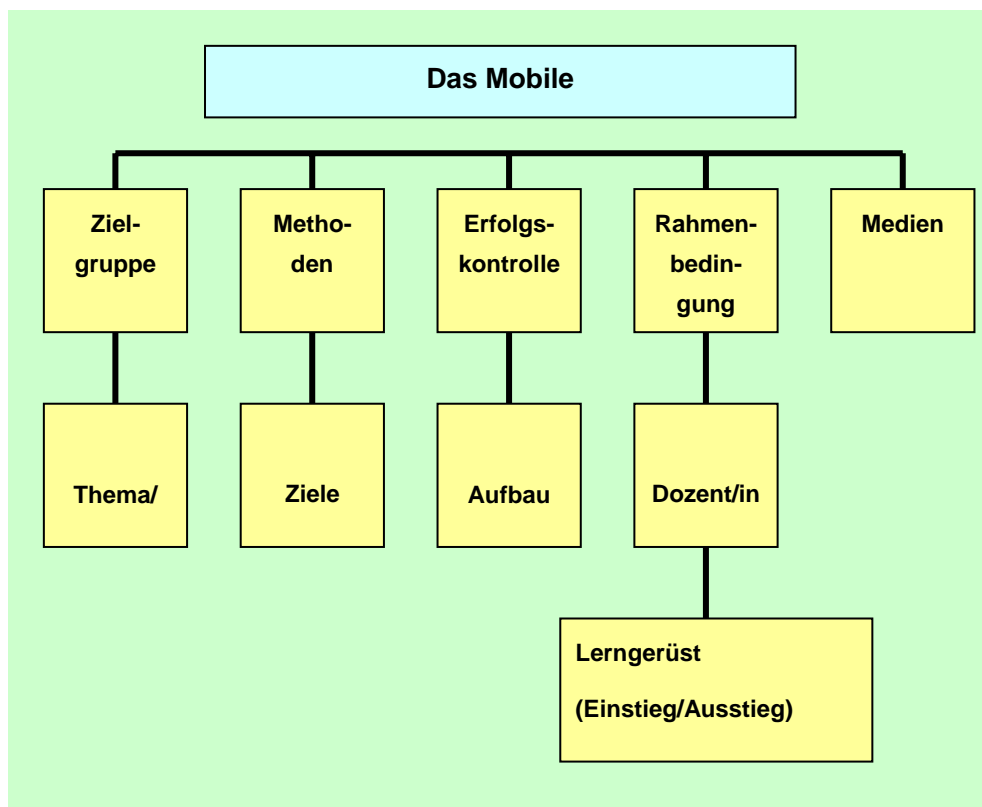 Das Mobile
Ziel-
gruppe
Metho-
den
Erfolgs-
kontrolle
Rahmen-
bedin-
gung
Medien
Thema/
Ziele
Aufbau
Dozent/in
Lerngerüst
(Einstieg/Ausstieg)